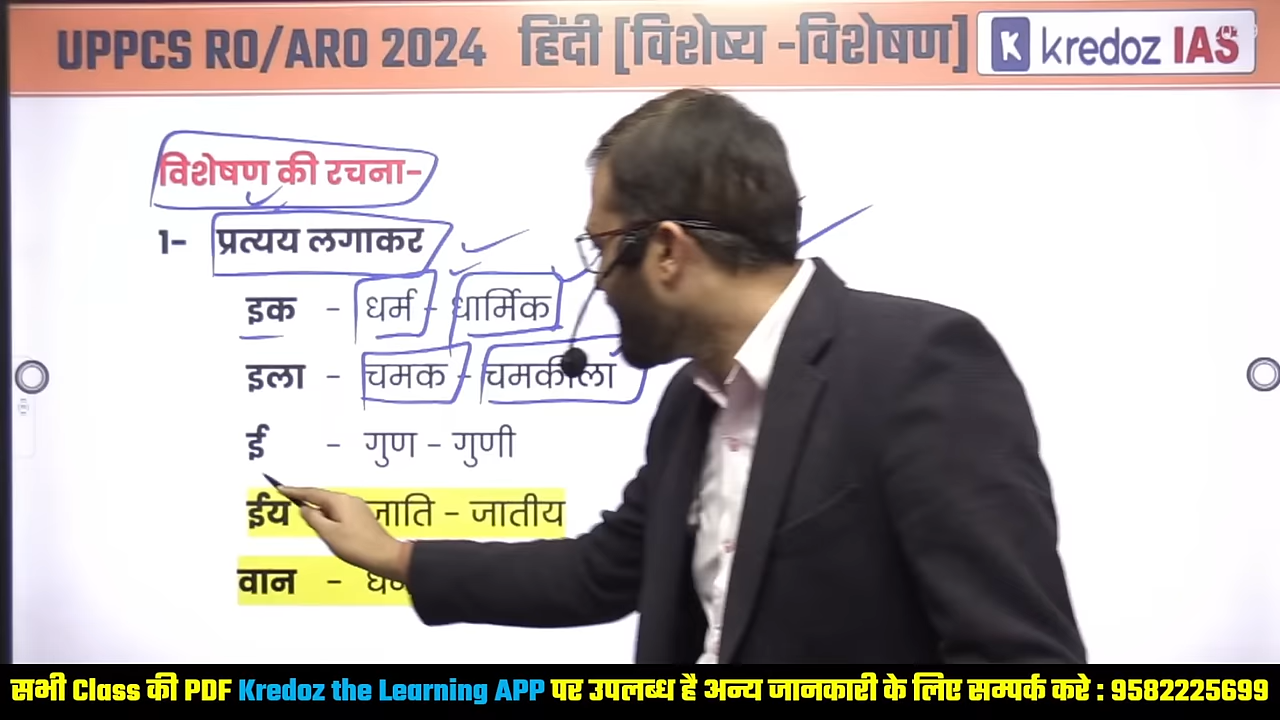 UPPCS RO/ARO 2024 हिंदी [विशेष्य -विशेषण] K kredoz IAS
विशेषण की रचना-
1- प्रत्यय लगाकर
इक - धर्म - धार्मिक
इला - चमक - चमकीला
ई - गुण - गुणी
ईय जाति - जातीय
वान -
सभी Class की PDF Kredoz the Learning APP पर उपलब्ध है अन्य जानकारी के लिए सम्पर्क करे : 9582225699